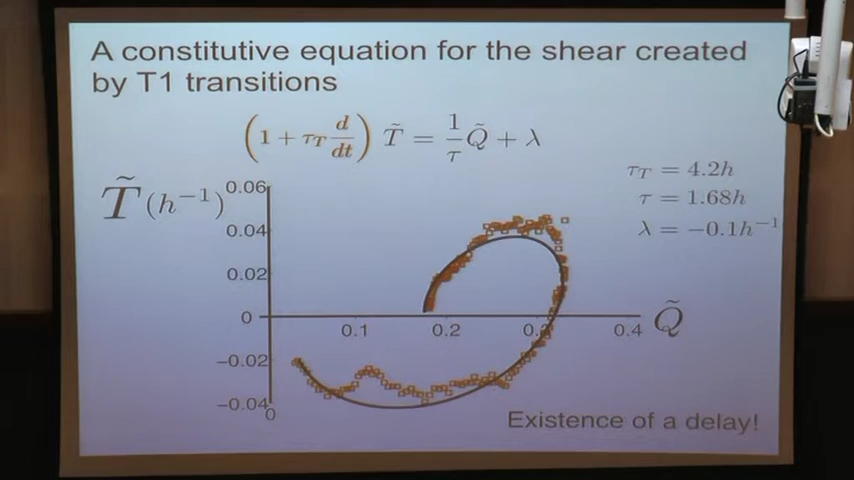 A constitutive equation for the shear created
by T1 transitions
(1 + τ_T d/dt) T̃ = 1/τ Q̃ + λ
τ_T = 4.2h
τ = 1.68h
λ = −0.1h⁻¹
T̃ (h⁻¹)
0.06
0.04
0.02
0
−0.02
−0.04
0 0.1 0.2 0.4
Q̃
Existence of a delay!